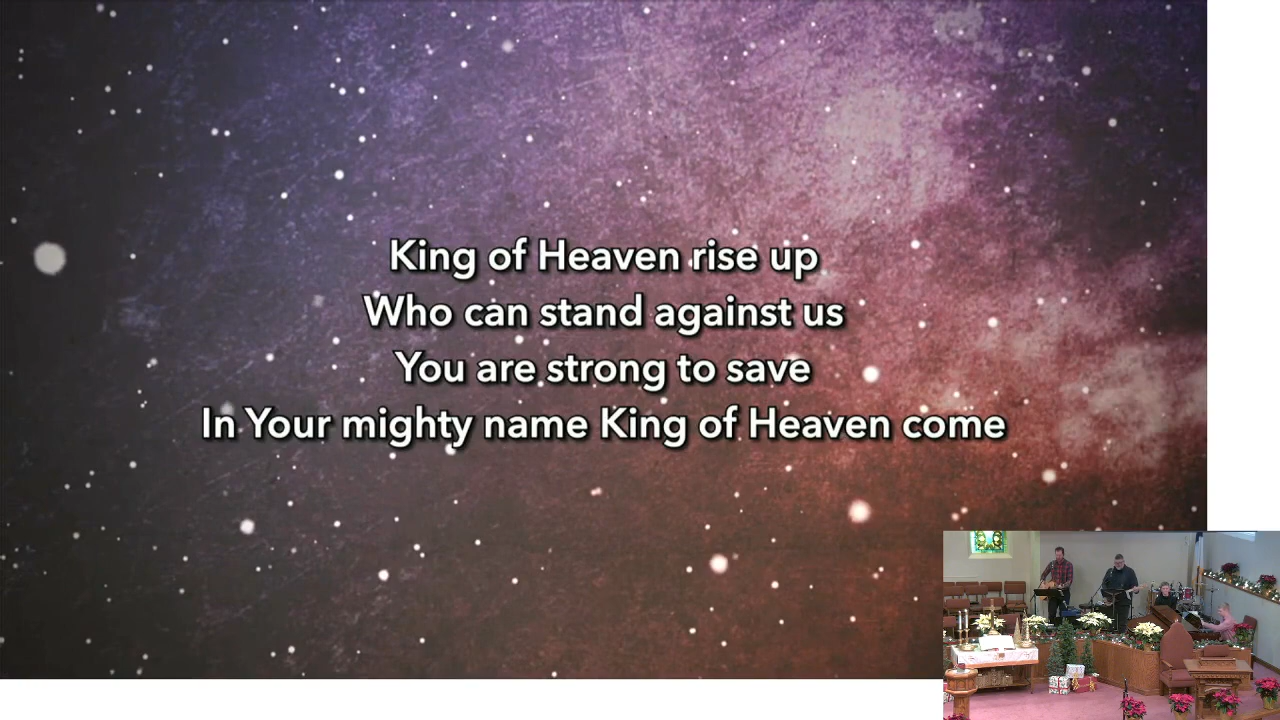 King of Heaven rise up
Who can stand against us
You are strong to save
In Your mighty name King of Heaven come